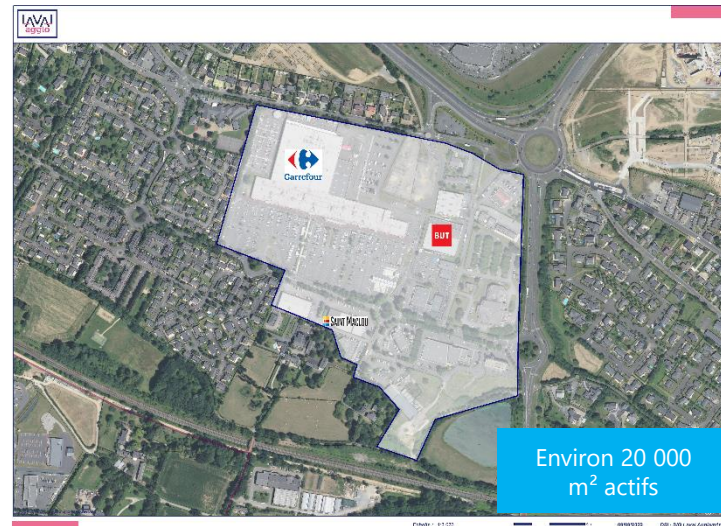 LAVAL
agglo
Carrefour
BUT
SAINT MACLOU
Environ 20 000
m² actifs